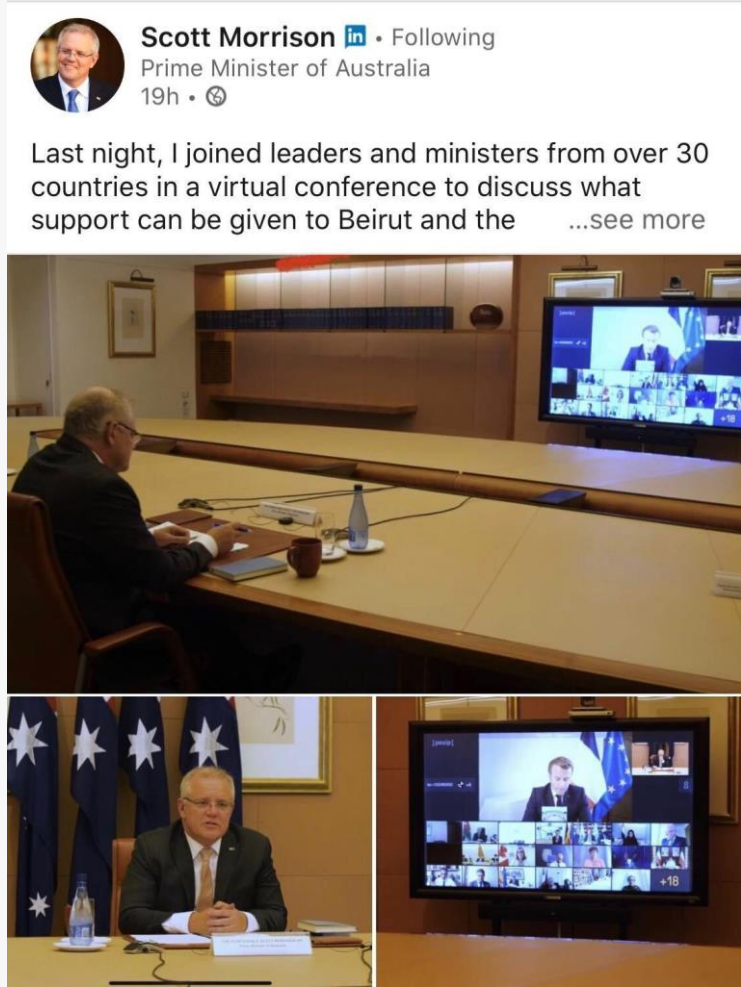 Scott Morrison in • Following
Prime Minister of Australia
19h •
Last night, I joined leaders and ministers from over 30
countries in a virtual conference to discuss what
support can be given to Beirut and the ...see more
+18
+18